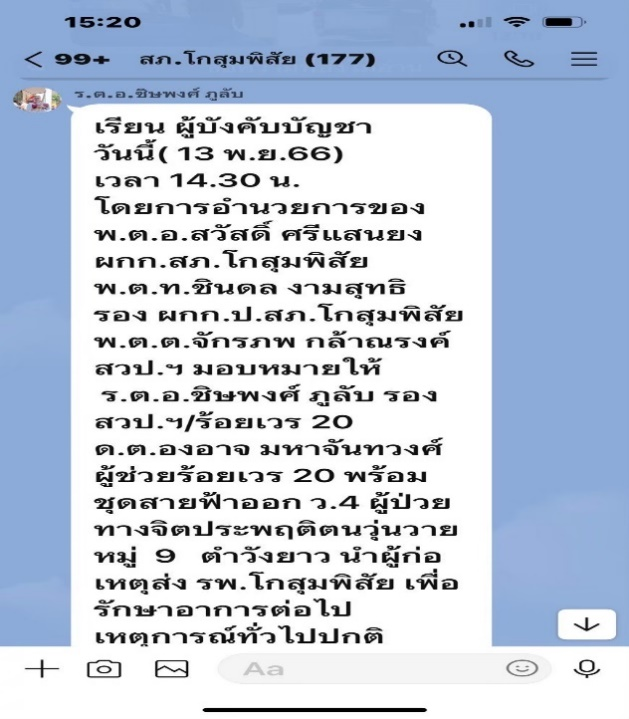 15:20
99+ สภ.โกสุมพิสัย (177)
ร.ต.อ.ชิษพงศ์ ภูลับ
เรียน ผู้บังคับบัญชา
วันนี้( 13 พ.ย.66)
เวลา 14.30 น.
โดยการอำนวยการของ
พ.ต.อ.สวัสดิ์ ศรีแสนยง
ผกก.สภ.โกสุมพิสัย
พ.ต.ท.ชินดล งามสุทธิ
รอง ผกก.ป.สภ.โกสุมพิสัย
พ.ต.ต.จักรภพ กล้าณรงค์
สวป.ฯ มอบหมายให้
ร.ต.อ.ชิษพงศ์ ภูลับ รอง
สวป.ฯ/ร้อยเวร 20
ด.ต.องอาจ มหาจันทวงศ์
ผู้ช่วยร้อยเวร 20 พร้อม
ชุดสายฟ้าออก ว.4 ผู้ป่วย
ทางจิตประพฤติตนวุ่นวาย
หมู่ 9 ตำวังยาว นำผู้ก่อ
เหตุส่ง รพ.โกสุมพิสัย เพื่อ
รักษาอาการต่อไป
เหตุการณ์ทั่วไปปกติ
Aa